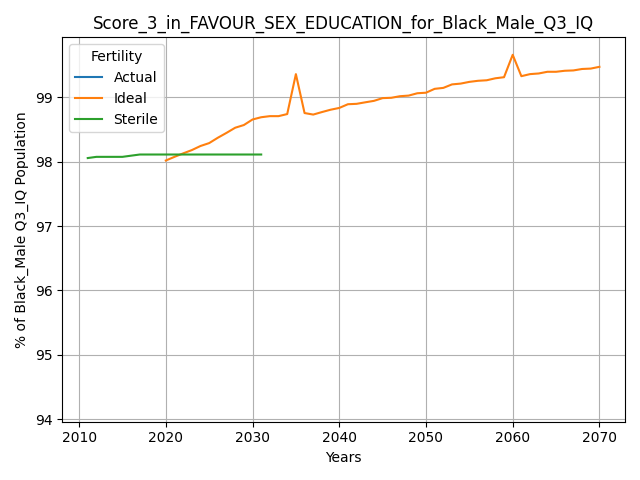 Score_3_in_FAVOUR_SEX_EDUCATION_for_Black_Male_Q3_IQ
Fertility
Actual
Ideal
Sterile
% of Black_Male Q3_IQ Population
99
98
97
96
95
94
2010 2020 2030 2040 2050 2060 2070
Years